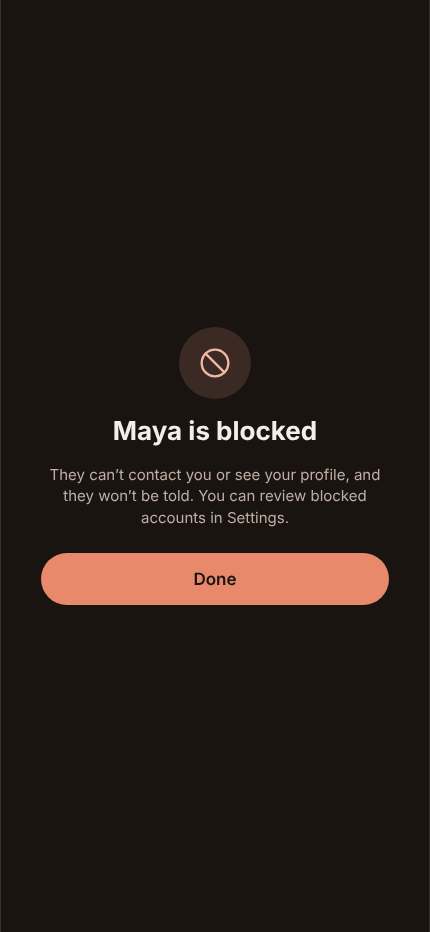 Maya is blocked
They can’t contact you or see your profile, and
they won’t be told. You can review blocked
accounts in Settings.
Done